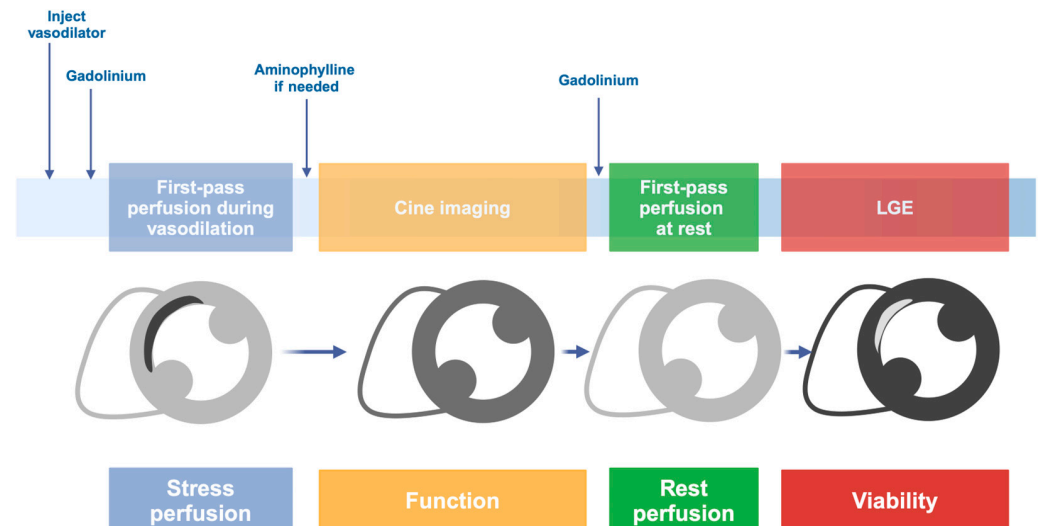 Inject
vasodilator
Gadolinium
Aminophylline
if needed
Gadolinium
First-pass
perfusion during
vasodilation
Cine imaging
First-pass
perfusion
at rest
LGE
Stress
perfusion
Function
Rest
perfusion
Viability